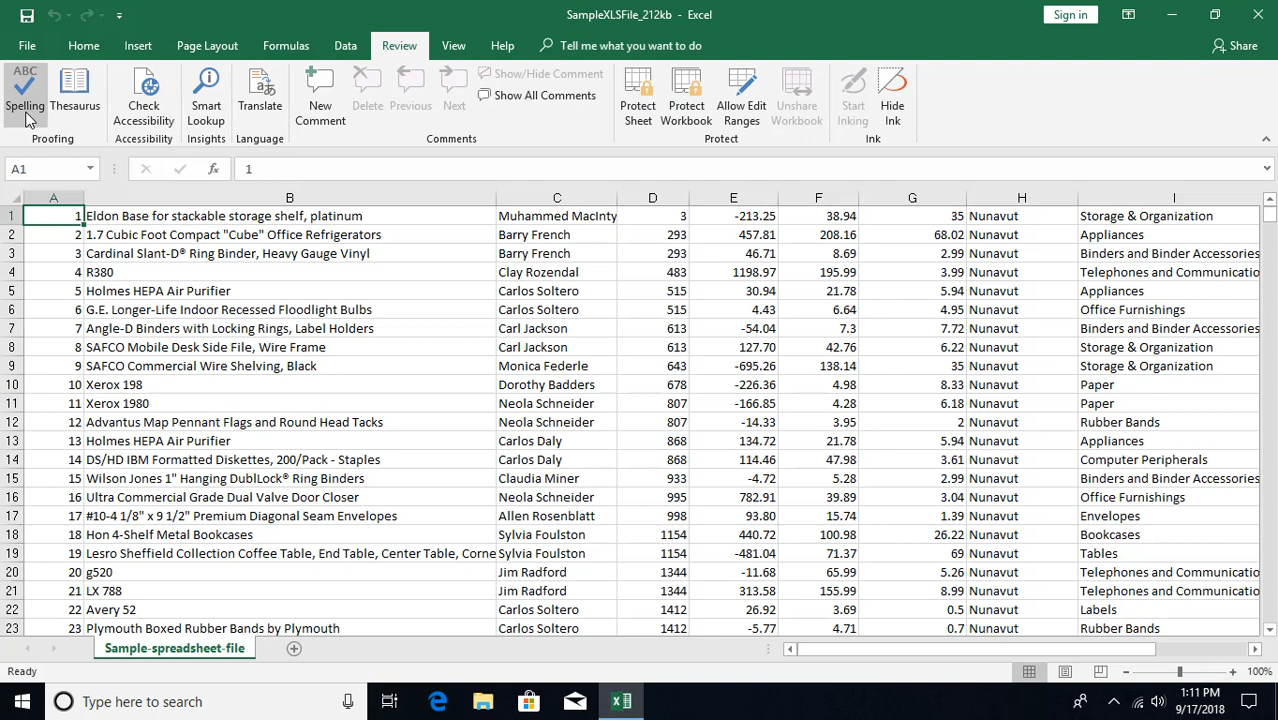 SampleXLSFile_212kb - Excel
Sign in
File Home Insert Page Layout Formulas Data Review View Help Tell me what you want to do Share
ABC
Spelling Thesaurus Check Accessibility Smart Lookup Translate New Comment Delete Previous Next Show/Hide Comment Show All Comments Protect Sheet Protect Workbook Allow Edit Ranges Unshare Workbook Start Inking Hide Ink
Proofing Accessibility Insights Language Comments Protect Ink
A1 fx 1
A B C D E F G H I
1 1 Eldon Base for stackable storage shelf, platinum Muhammed MacInty 3 -213.25 38.94 35 Nunavut Storage & Organization
2 2 1.7 Cubic Foot Compact "Cube" Office Refrigerators Barry French 293 457.81 208.16 68.02 Nunavut Appliances
3 3 Cardinal Slant-D® Ring Binder, Heavy Gauge Vinyl Barry French 293 46.71 8.69 2.99 Nunavut Binders and Binder Accessories
4 4 R380 Clay Rozendal 483 1198.97 195.99 3.99 Nunavut Telephones and Communicatio
5 5 Holmes HEPA Air Purifier Carlos Soltero 515 30.94 21.78 5.94 Nunavut Appliances
6 6 G.E. Longer-Life Indoor Recessed Floodlight Bulbs Carlos Soltero 515 4.43 6.64 4.95 Nunavut Office Furnishings
7 7 Angle-D Binders with Locking Rings, Label Holders Carl Jackson 613 -54.04 7.3 7.72 Nunavut Binders and Binder Accessories
8 8 SAFCO Mobile Desk Side File, Wire Frame Carl Jackson 613 127.70 42.76 6.22 Nunavut Storage & Organization
9 9 SAFCO Commercial Wire Shelving, Black Monica Federle 643 -695.26 138.14 35 Nunavut Storage & Organization
10 10 Xerox 198 Dorothy Badders 678 -226.36 4.98 8.33 Nunavut Paper
11 11 Xerox 1980 Neola Schneider 807 -166.85 4.28 6.18 Nunavut Paper
12 12 Advantus Map Pennant Flags and Round Head Tacks Neola Schneider 807 -14.33 3.95 2 Nunavut Rubber Bands
13 13 Holmes HEPA Air Purifier Carlos Daly 868 134.72 21.78 5.94 Nunavut Appliances
14 14 DS/HD IBM Formatted Diskettes, 200/Pack - Staples Carlos Daly 868 114.46 47.98 3.61 Nunavut Computer Peripherals
15 15 Wilson Jones 1" Hanging DublLock® Ring Binders Claudia Miner 933 -4.72 5.28 2.99 Nunavut Binders and Binder Accessories
16 16 Ultra Commercial Grade Dual Valve Door Closer Neola Schneider 995 782.91 39.89 3.04 Nunavut Office Furnishings
17 17 #10-4 1/8" x 9 1/2" Premium Diagonal Seam Envelopes Allen Rosenblatt 998 93.80 15.74 1.39 Nunavut Envelopes
18 18 Hon 4-Shelf Metal Bookcases Sylvia Foulston 1154 440.72 100.98 26.22 Nunavut Bookcases
19 19 Lesro Sheffield Collection Coffee Table, End Table, Center Table, Corne Sylvia Foulston 1154 -481.04 71.37 69 Nunavut Tables
20 20 g520 Jim Radford 1344 -11.68 65.99 5.26 Nunavut Telephones and Communicatio
21 21 LX 788 Jim Radford 1344 313.58 155.99 8.99 Nunavut Telephones and Communicatio
22 22 Avery 52 Carlos Soltero 1412 26.92 3.69 0.5 Nunavut Labels
23 23 Plymouth Boxed Rubber Bands by Plymouth Carlos Soltero 1412 -5.77 4.71 0.7 Nunavut Rubber Bands
Sample-spreadsheet-file
Ready 100%
Type here to search 1:11 PM
9/17/2018